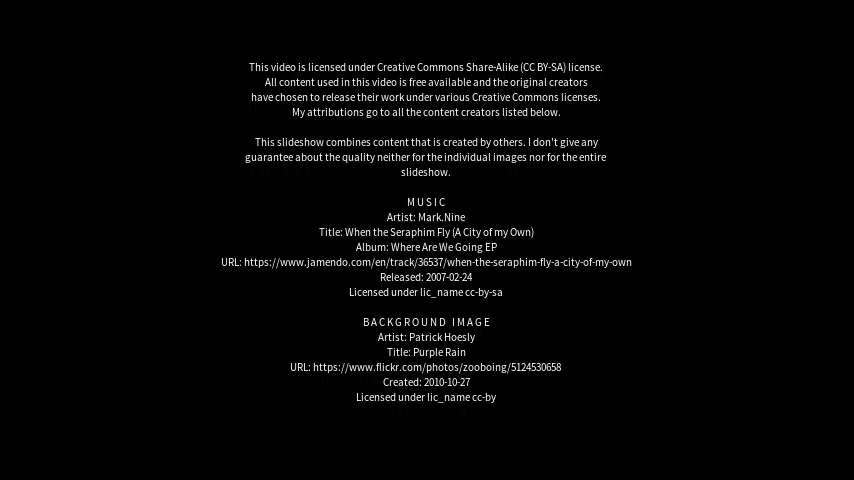 This video is licensed under Creative Commons Share-Alike (CC BY-SA) license.
All content used in this video is free available and the original creators
have chosen to release their work under various Creative Commons licenses.
My attributions go to all the content creators listed below.
This slideshow combines content that is created by others. I don't give any
guarantee about the quality neither for the individual images nor for the entire
slideshow.
MUSIC
Artist: Mark.Nine
Title: When the Seraphim Fly (A City of my Own)
Album: Where Are We Going EP
URL: https://www.jamendo.com/en/track/36537/when-the-seraphim-fly-a-city-of-my-own
Released: 2007-02-24
Licensed under lic_name cc-by-sa
BACKGROUND IMAGE
Artist: Patrick Hoesly
Title: Purple Rain
URL: https://www.flickr.com/photos/zooboing/5124530658
Created: 2010-10-27
Licensed under lic_name cc-by